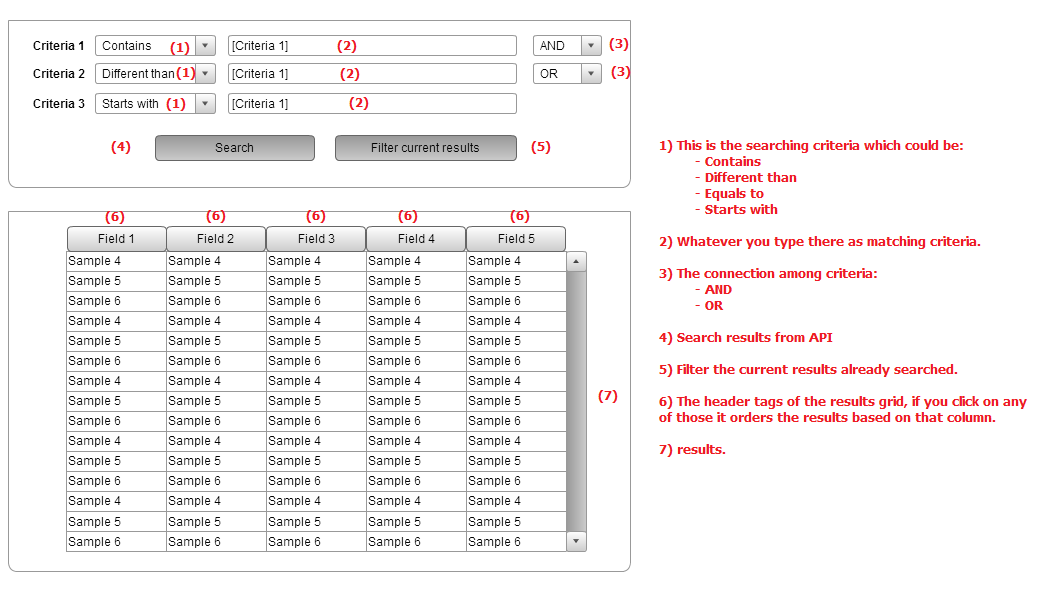 Criteria 1 Contains (1) [Criteria 1] (2) AND (3)
Criteria 2 Different than (1) [Criteria 1] (2) OR (3)
Criteria 3 Starts with (1) [Criteria 1] (2)
(4) Search Filter current results (5)
1) This is the searching criteria which could be:
- Contains
- Different than
- Equals to
- Starts with
2) Whatever you type there as matching criteria.
3) The connection among criteria:
- AND
- OR
4) Search results from API
5) Filter the current results already searched.
6) The header tags of the results grid, if you click on any
of those it orders the results based on that column.
7) results.
(6) (6) (6) (6) (6)
Field 1 Field 2 Field 3 Field 4 Field 5
Sample 4 Sample 4 Sample 4 Sample 4 Sample 4
Sample 5 Sample 5 Sample 5 Sample 5 Sample 5
Sample 6 Sample 6 Sample 6 Sample 6 Sample 6
Sample 4 Sample 4 Sample 4 Sample 4 Sample 4
Sample 5 Sample 5 Sample 5 Sample 5 Sample 5
Sample 6 Sample 6 Sample 6 Sample 6 Sample 6
Sample 4 Sample 4 Sample 4 Sample 4 Sample 4
Sample 5 Sample 5 Sample 5 Sample 5 Sample 5 (7)
Sample 6 Sample 6 Sample 6 Sample 6 Sample 6
Sample 4 Sample 4 Sample 4 Sample 4 Sample 4
Sample 5 Sample 5 Sample 5 Sample 5 Sample 5
Sample 6 Sample 6 Sample 6 Sample 6 Sample 6
Sample 4 Sample 4 Sample 4 Sample 4 Sample 4
Sample 5 Sample 5 Sample 5 Sample 5 Sample 5
Sample 6 Sample 6 Sample 6 Sample 6 Sample 6